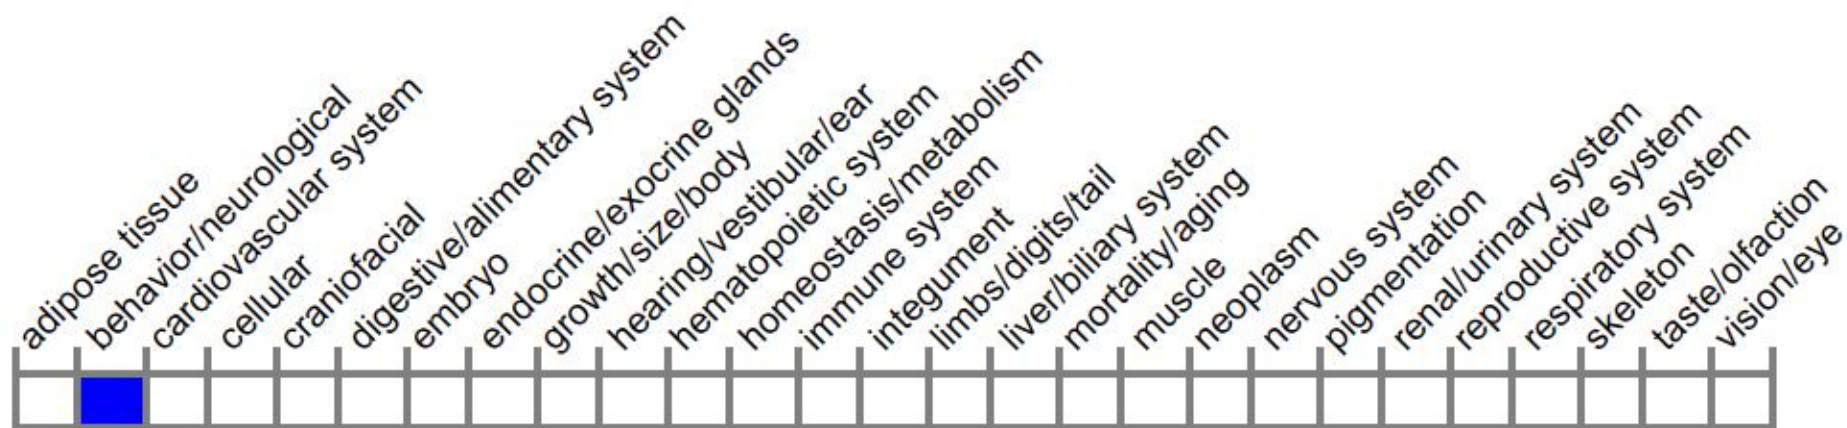 adipose tissue
behavior/neurological
cardiovascular system
cellular
craniofacial
digestive/alimentary system
embryo
endocrine/exocrine glands
growth/size/body
hearing/vestibular/ear
hematopoietic system
homeostasis/metabolism
immune system
integument
limbs/digits/tail
liver/biliary system
mortality/aging
muscle
neoplasm
nervous system
pigmentation
renal/urinary system
reproductive system
respiratory system
skeleton
taste/olfaction
vision/eye